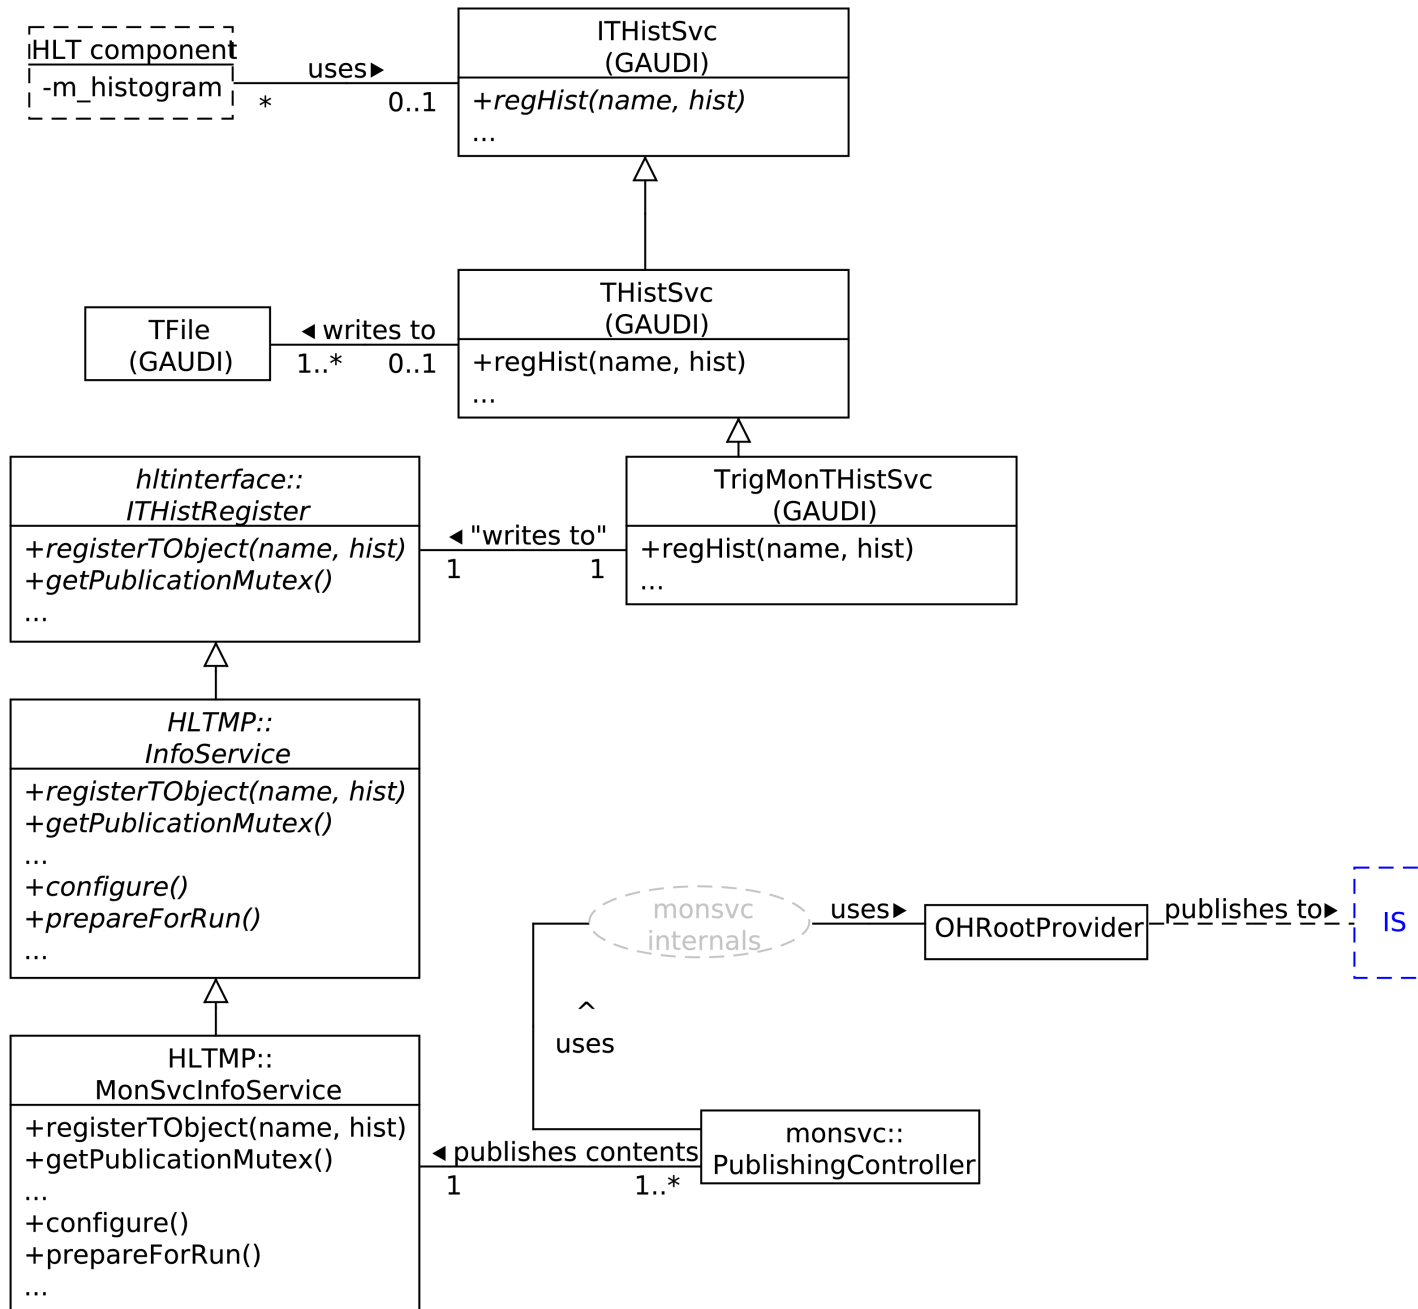 HLT component
-m_histogram
uses▶
*
0..1
ITHistSvc
(GAUDI)
+regHist(name, hist)
...
TFile
(GAUDI)
◀ writes to
1..*
0..1
THistSvc
(GAUDI)
+regHist(name, hist)
...
hltinterface::
ITHistRegister
+registerTObject(name, hist)
+getPublicationMutex()
...
◀ "writes to"
1
1
TrigMonTHistSvc
(GAUDI)
+regHist(name, hist)
...
HLTMP::
InfoService
+registerTObject(name, hist)
+getPublicationMutex()
...
+configure()
+prepareForRun()
...
monsvc
internals
uses▶
OHRootProvider
publishes to▶
IS
^
uses
HLTMP::
MonSvcInfoService
+registerTObject(name, hist)
+getPublicationMutex()
...
+configure()
+prepareForRun()
...
◀ publishes contents
1
1..*
monsvc::
PublishingController